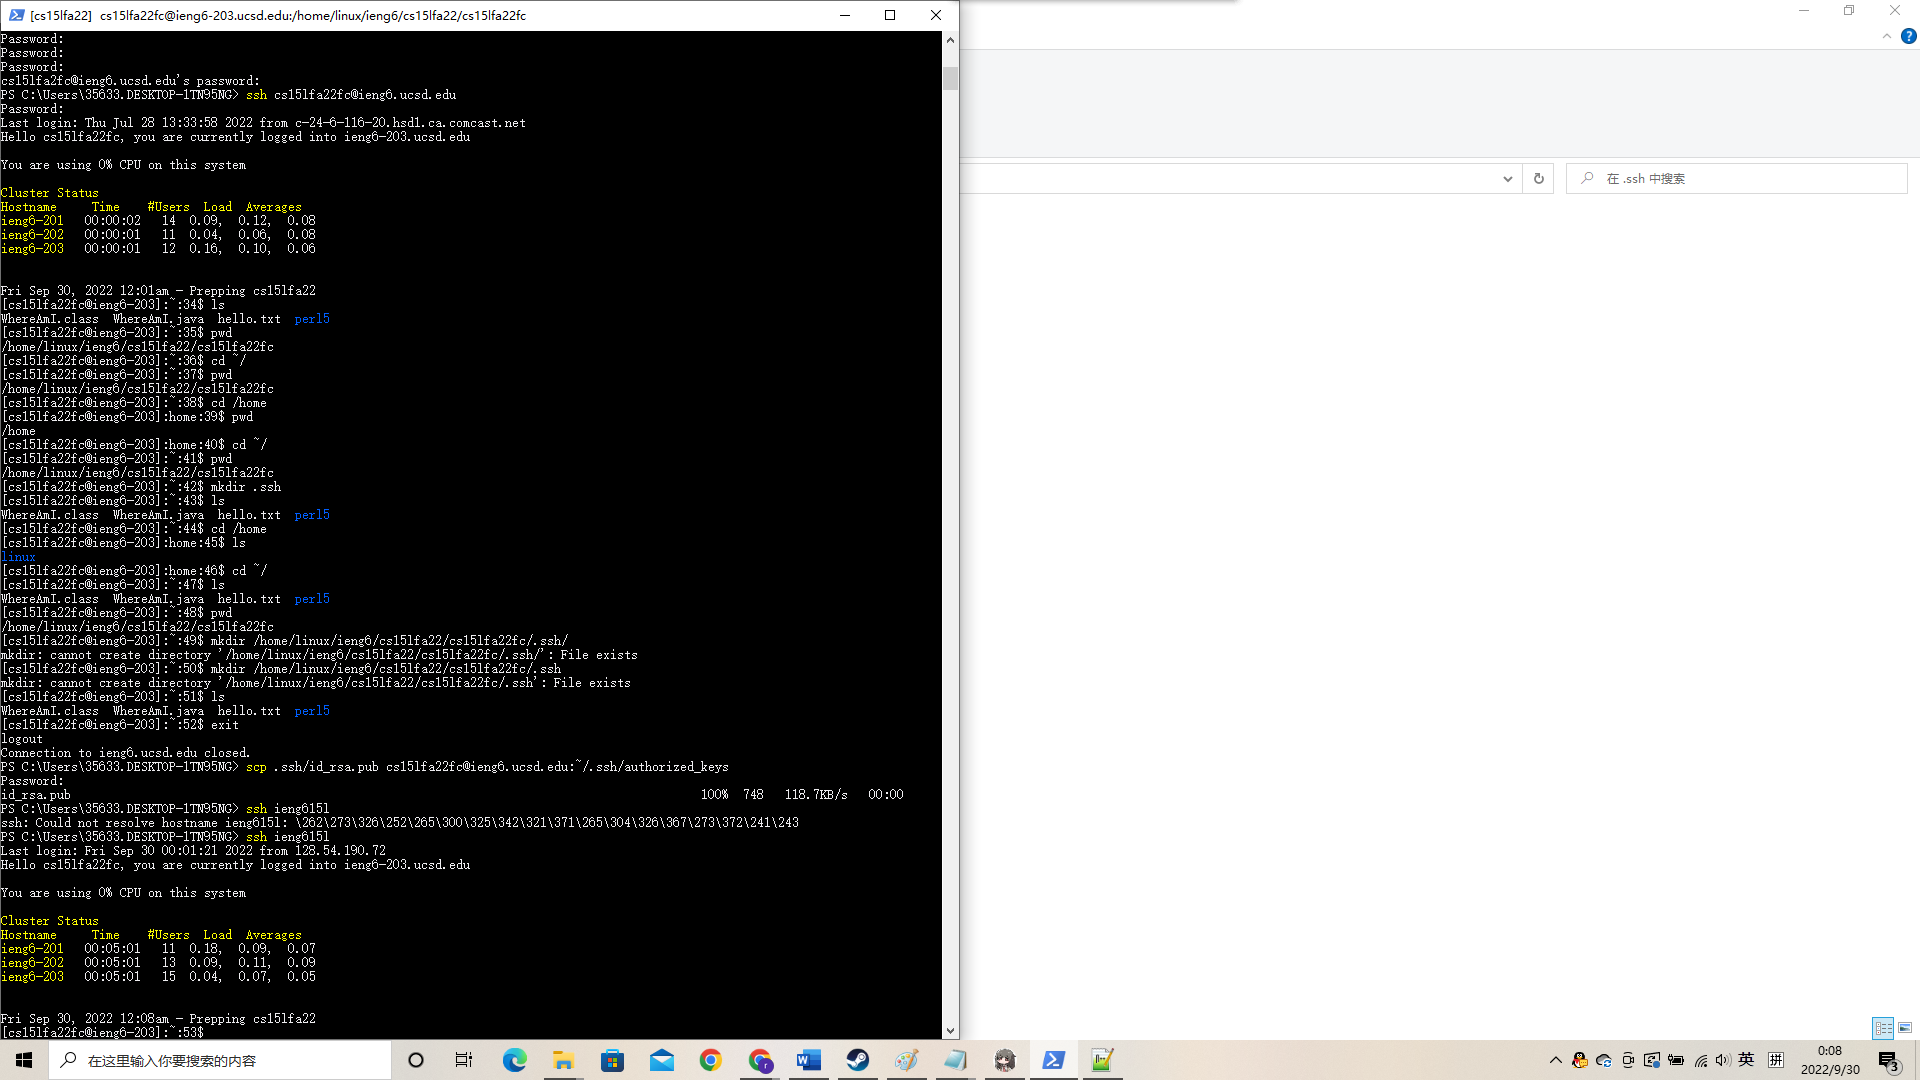 [cs15lfa22]  cs15lfa22fc@ieng6-203.ucsd.edu:/home/linux/ieng6/cs15lfa22/cs15lfa22fc
Password:
Password:
Password:
cs15lfa2fc@ieng6.ucsd.edu's password:
PS C:\Users\35633.DESKTOP-1TN95NG> ssh cs15lfa22fc@ieng6.ucsd.edu
Password:
Last login: Thu Jul 28 13:33:58 2022 from c-24-6-116-20.hsd1.ca.comcast.net
Hello cs15lfa22fc, you are currently logged into ieng6-203.ucsd.edu
You are using 0% CPU on this system
Cluster Status
Hostname     Time    #Users  Load  Averages
ieng6-201   00:00:02   14  0.09,  0.12,  0.08
ieng6-202   00:00:01   11  0.04,  0.06,  0.08
ieng6-203   00:00:01   12  0.16,  0.10,  0.06
Fri Sep 30, 2022 12:01am - Prepping cs15lfa22
[cs15lfa22fc@ieng6-203]:~:34$ ls
WhereAmI.class  WhereAmI.java  hello.txt  perl5
[cs15lfa22fc@ieng6-203]:~:35$ pwd
/home/linux/ieng6/cs15lfa22/cs15lfa22fc
[cs15lfa22fc@ieng6-203]:~:36$ cd ~/
[cs15lfa22fc@ieng6-203]:~:37$ pwd
/home/linux/ieng6/cs15lfa22/cs15lfa22fc
[cs15lfa22fc@ieng6-203]:~:38$ cd /home
[cs15lfa22fc@ieng6-203]:home:39$ pwd
/home
[cs15lfa22fc@ieng6-203]:home:40$ cd ~/
[cs15lfa22fc@ieng6-203]:~:41$ pwd
/home/linux/ieng6/cs15lfa22/cs15lfa22fc
[cs15lfa22fc@ieng6-203]:~:42$ mkdir .ssh
[cs15lfa22fc@ieng6-203]:~:43$ ls
WhereAmI.class  WhereAmI.java  hello.txt  perl5
[cs15lfa22fc@ieng6-203]:~:44$ cd /home
[cs15lfa22fc@ieng6-203]:home:45$ ls
linux
[cs15lfa22fc@ieng6-203]:home:46$ cd ~/
[cs15lfa22fc@ieng6-203]:~:47$ ls
WhereAmI.class  WhereAmI.java  hello.txt  perl5
[cs15lfa22fc@ieng6-203]:~:48$ pwd
/home/linux/ieng6/cs15lfa22/cs15lfa22fc
[cs15lfa22fc@ieng6-203]:~:49$ mkdir /home/linux/ieng6/cs15lfa22/cs15lfa22fc/.ssh/
mkdir: cannot create directory '/home/linux/ieng6/cs15lfa22/cs15lfa22fc/.ssh/': File exists
[cs15lfa22fc@ieng6-203]:~:50$ mkdir /home/linux/ieng6/cs15lfa22/cs15lfa22fc/.ssh
mkdir: cannot create directory '/home/linux/ieng6/cs15lfa22/cs15lfa22fc/.ssh': File exists
[cs15lfa22fc@ieng6-203]:~:51$ ls
WhereAmI.class  WhereAmI.java  hello.txt  perl5
[cs15lfa22fc@ieng6-203]:~:52$ exit
logout
Connection to ieng6.ucsd.edu closed.
PS C:\Users\35633.DESKTOP-1TN95NG> scp .ssh/id_rsa.pub cs15lfa22fc@ieng6.ucsd.edu:~/.ssh/authorized_keys
Password:
id_rsa.pub                                                100%  748   118.7KB/s   00:00
PS C:\Users\35633.DESKTOP-1TN95NG> ssh ieng615l
ssh: Could not resolve hostname ieng615l: \262\273\326\252\265\300\325\342\321\371\265\304\326\367\273\372\241\243
PS C:\Users\35633.DESKTOP-1TN95NG> ssh ieng615l
Last login: Fri Sep 30 00:01:21 2022 from 128.54.190.72
Hello cs15lfa22fc, you are currently logged into ieng6-203.ucsd.edu
You are using 0% CPU on this system
Cluster Status
Hostname     Time    #Users  Load  Averages
ieng6-201   00:05:01   11  0.18,  0.09,  0.07
ieng6-202   00:05:01   13  0.09,  0.11,  0.09
ieng6-203   00:05:01   15  0.04,  0.07,  0.05
Fri Sep 30, 2022 12:08am - Prepping cs15lfa22
[cs15lfa22fc@ieng6-203]:~:53$
在 .ssh 中搜索
在这里输入你要搜索的内容
英
拼
0:08
2022/9/30
3